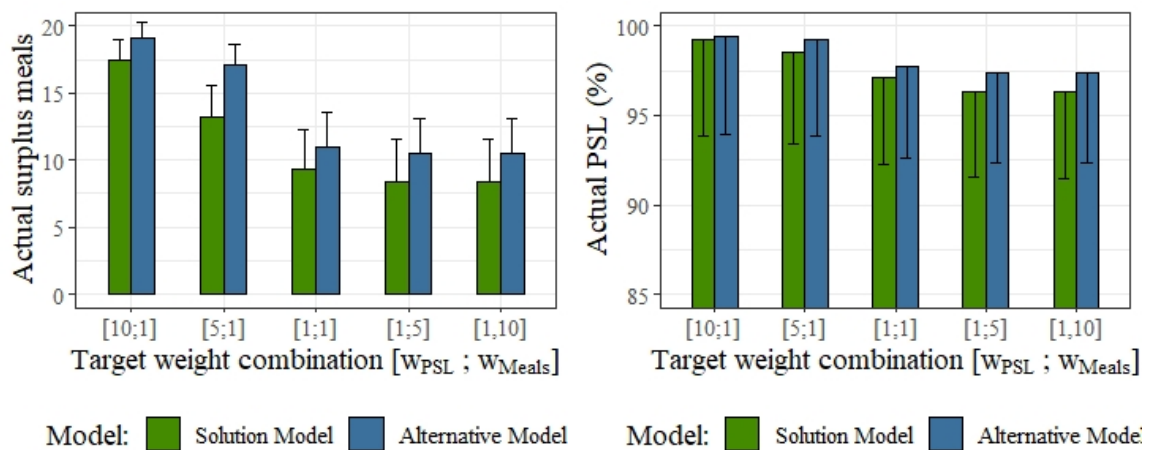 Actual surplus meals
20
15
10
5
0
[10;1] [5;1] [1;1] [1;5] [1,10]
Target weight combination [wPSL ; wMeals]
Model: Solution Model Alternative Model
Actual PSL (%)
100
95
90
85
[10;1] [5;1] [1;1] [1;5] [1,10]
Target weight combination [wPSL ; wMeals]
Model: Solution Model Alternative Mode